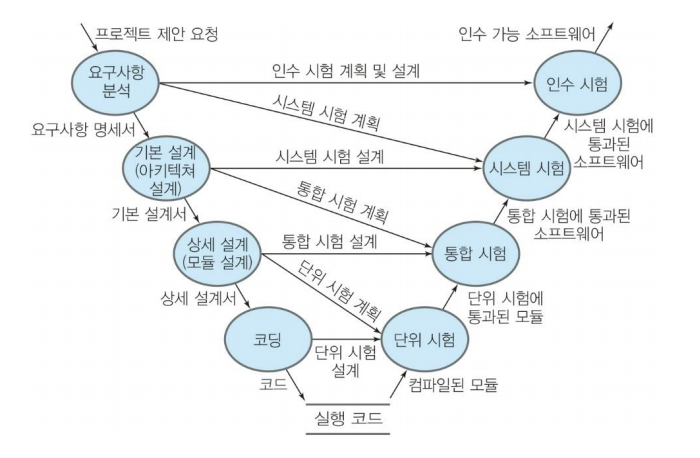 프로젝트 제안 요청
인수 가능 소프트웨어
요구사항
분석
인수 시험 계획 및 설계
인수 시험
시스템 시험 계획
요구사항 명세서
시스템 시험에
통과된
소프트웨어
기본 설계
(아키텍쳐
설계)
시스템 시험 설계
시스템 시험
통합 시험 계획
기본 설계서
통합 시험에 통과된
소프트웨어
상세 설계
(모듈 설계)
통합 시험 설계
통합 시험
단위 시험 계획
상세 설계서
단위 시험에
통과된 모듈
코딩
단위 시험
설계
단위 시험
코드
컴파일된 모듈
실행 코드